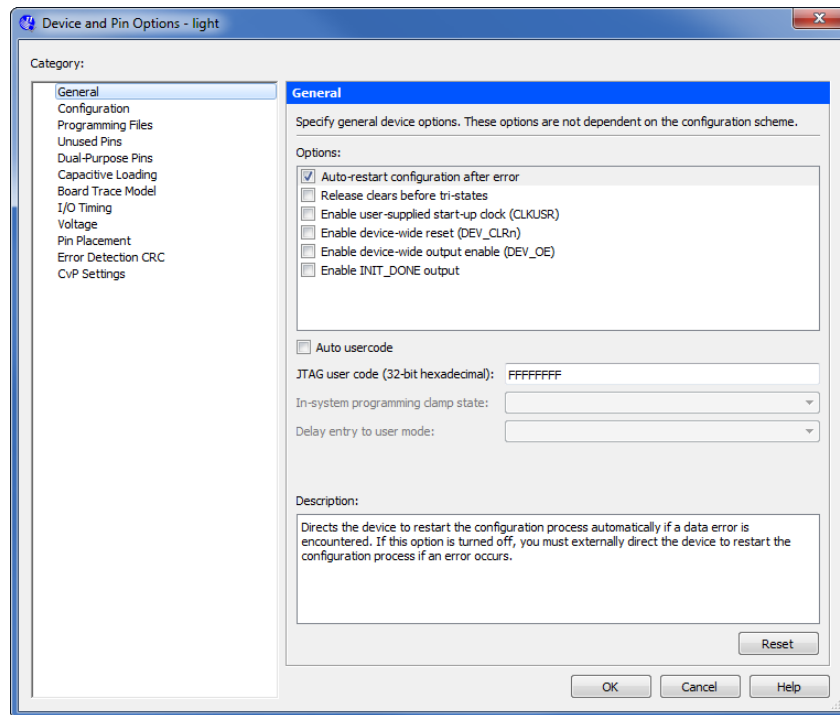 Device and Pin Options - light
Category:
General
Configuration
Programming Files
Unused Pins
Dual-Purpose Pins
Capacitive Loading
Board Trace Model
I/O Timing
Voltage
Pin Placement
Error Detection CRC
CvP Settings
General
Specify general device options. These options are not dependent on the configuration scheme.
Options:
Auto-restart configuration after error
Release clears before tri-states
Enable user-supplied start-up clock (CLKUSR)
Enable device-wide reset (DEV_CLRn)
Enable device-wide output enable (DEV_OE)
Enable INIT_DONE output
Auto usercode
JTAG user code (32-bit hexadecimal): FFFFFFFF
In-system programming clamp state:
Delay entry to user mode:
Description:
Directs the device to restart the configuration process automatically if a data error is
encountered. If this option is turned off, you must externally direct the device to restart the
configuration process if an error occurs.
Reset
OK Cancel Help